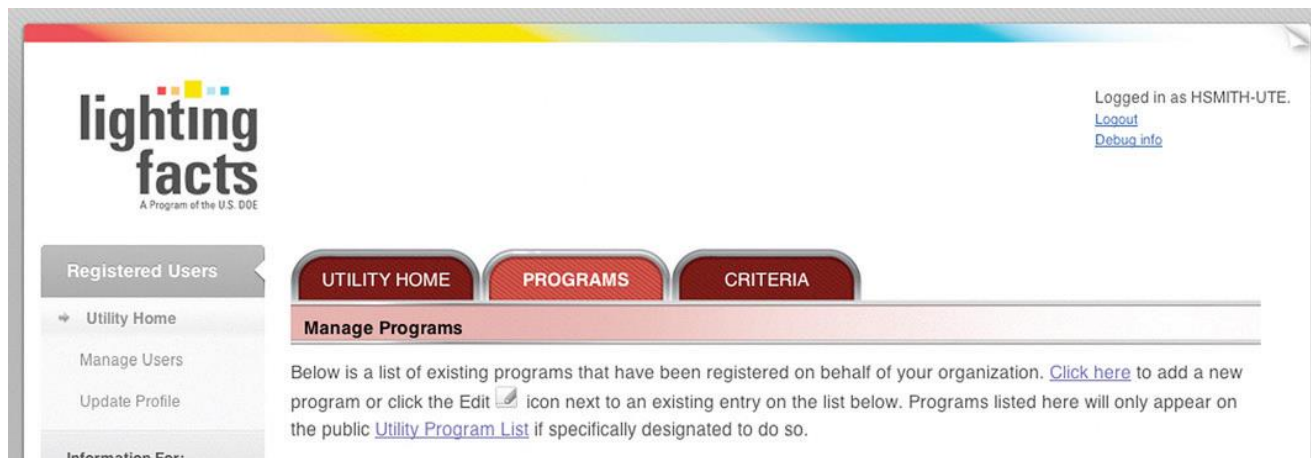 lighting
facts
A Program of the U.S. DOE
Logged in as HSMITH-UTE.
Logout
Debug info
Registered Users
Utility Home
Manage Users
Update Profile
Information For:
UTILITY HOME
PROGRAMS
CRITERIA
Manage Programs
Below is a list of existing programs that have been registered on behalf of your organization. Click here to add a new
program or click the Edit icon next to an existing entry on the list below. Programs listed here will only appear on
the public Utility Program List if specifically designated to do so.